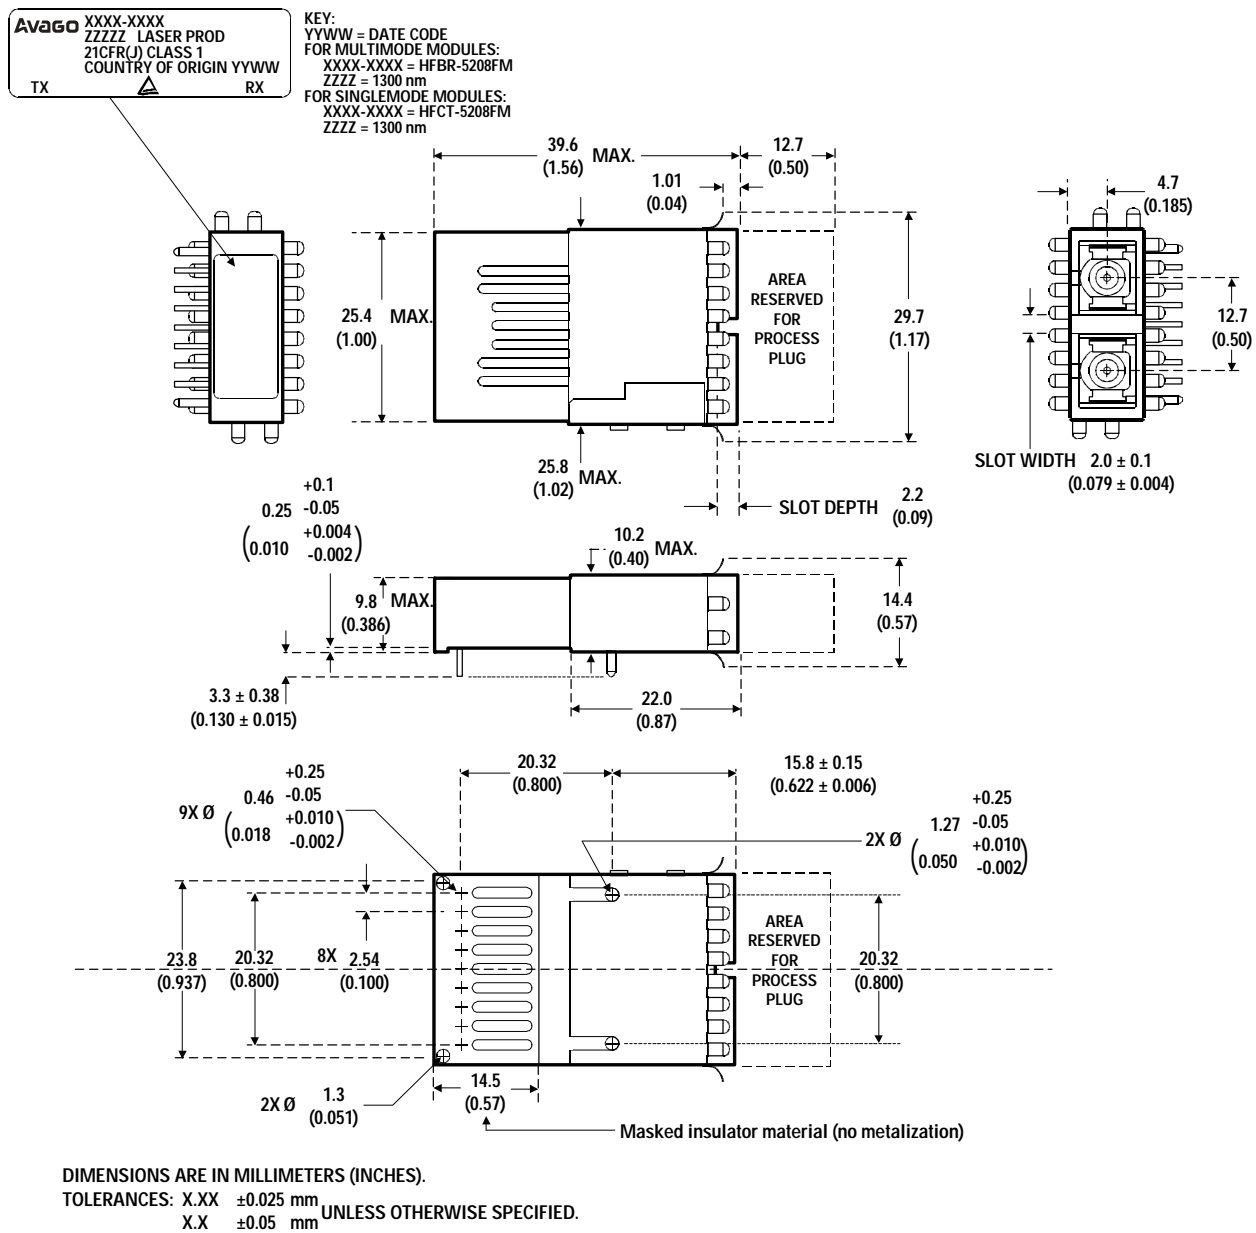 AVAGO XXXX-XXXX
ZZZZZ LASER PROD
21CFR(J) CLASS 1
COUNTRY OF ORIGIN YYWW
TX RX
KEY:
YYWW = DATE CODE
FOR MULTIMODE MODULES:
XXXX-XXXX = HFBR-5208FM
ZZZZ = 1300 nm
FOR SINGLEMODE MODULES:
XXXX-XXXX = HFCT-5208FM
ZZZZ = 1300 nm
39.6
(1.56)
MAX.
12.7
(0.50)
1.01
(0.04)
4.7
(0.185)
25.4
(1.00)
MAX.
AREA
RESERVED
FOR
PROCESS
PLUG
29.7
(1.17)
12.7
(0.50)
25.8
(1.02)
MAX.
SLOT DEPTH
2.2
(0.09)
SLOT WIDTH 2.0 ± 0.1
(0.079 ± 0.004)
+0.1
0.25 -0.05
(0.010 +0.004
-0.002)
10.2
(0.40)
MAX.
9.8
(0.386)
MAX.
14.4
(0.57)
3.3 ± 0.38
(0.130 ± 0.015)
22.0
(0.87)
20.32
(0.800)
15.8 ± 0.15
(0.622 ± 0.006)
9X Ø
+0.25
0.46 -0.05
(0.018 +0.010
-0.002)
2X Ø
+0.25
1.27 -0.05
(0.050 +0.010
-0.002)
23.8
(0.937)
20.32
(0.800)
8X 2.54
(0.100)
AREA
RESERVED
FOR
PROCESS
PLUG
20.32
(0.800)
2X Ø 1.3
(0.051)
14.5
(0.57)
Masked insulator material (no metalization)
DIMENSIONS ARE IN MILLIMETERS (INCHES).
TOLERANCES: X.XX ±0.025 mm
X.X ±0.05 mm
UNLESS OTHERWISE SPECIFIED.